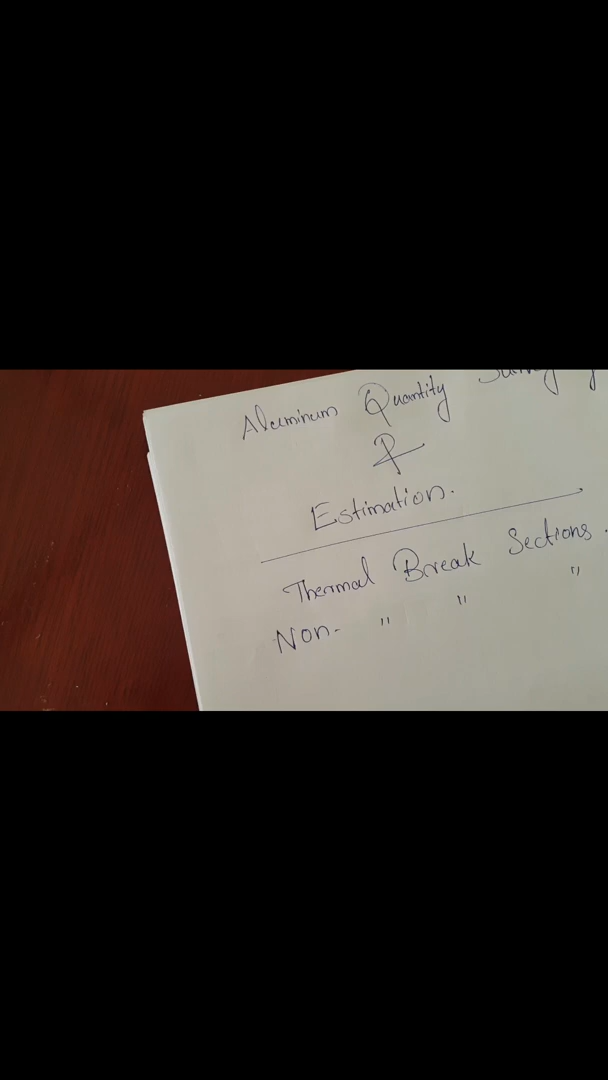 Aluminum Quantity
&
Estimation.
Thermal Break Sections.
Non- " " "